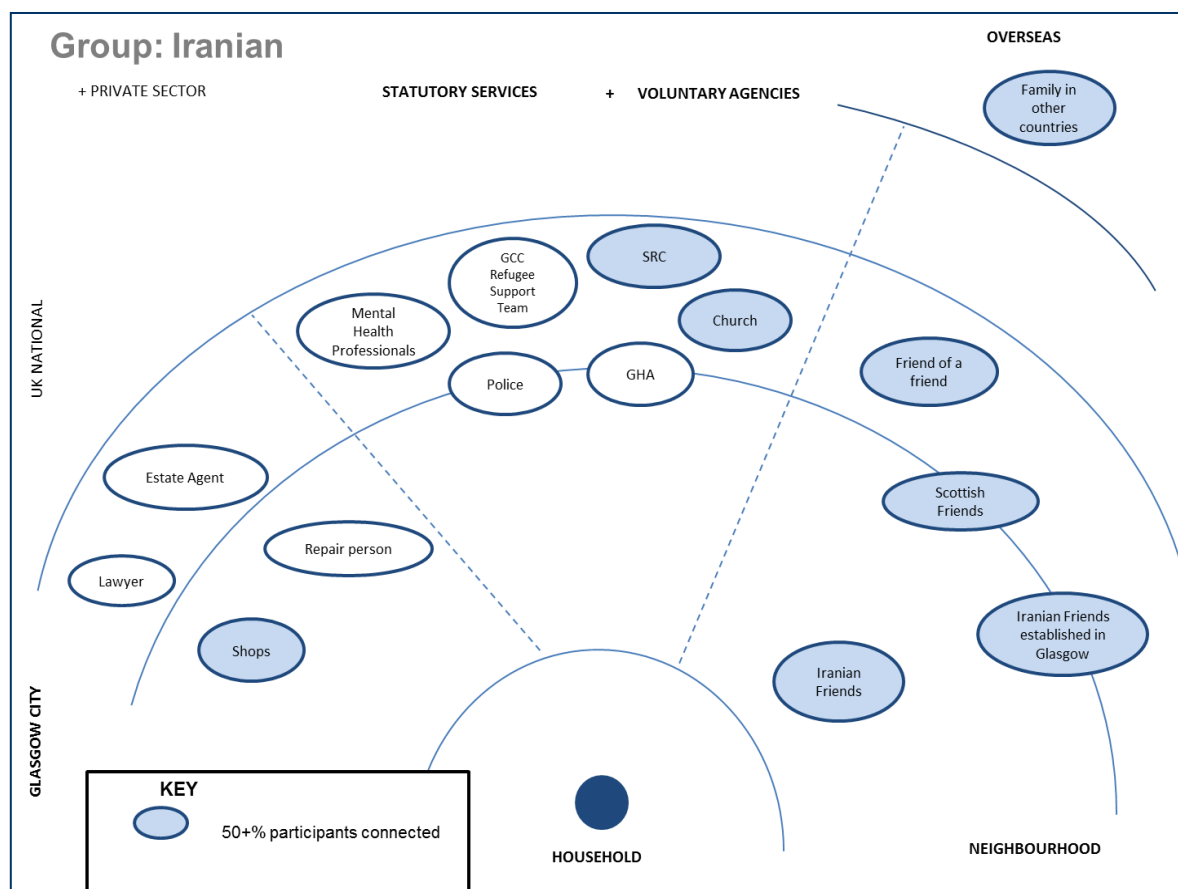 Group: Iranian
OVERSEAS
+ PRIVATE SECTOR
STATUTORY SERVICES + VOLUNTARY AGENCIES
Family in
other
countries
GCC
Refugee
Support
Team
SRC
Mental
Health
Professionals
Church
UK NATIONAL
Police
GHA
Friend of a
friend
Estate Agent
Scottish
Friends
Repair person
Lawyer
Shops
Iranian Friends
established in
Glasgow
Iranian
Friends
GLASGOW CITY
KEY
50+% participants connected
HOUSEHOLD
NEIGHBOURHOOD